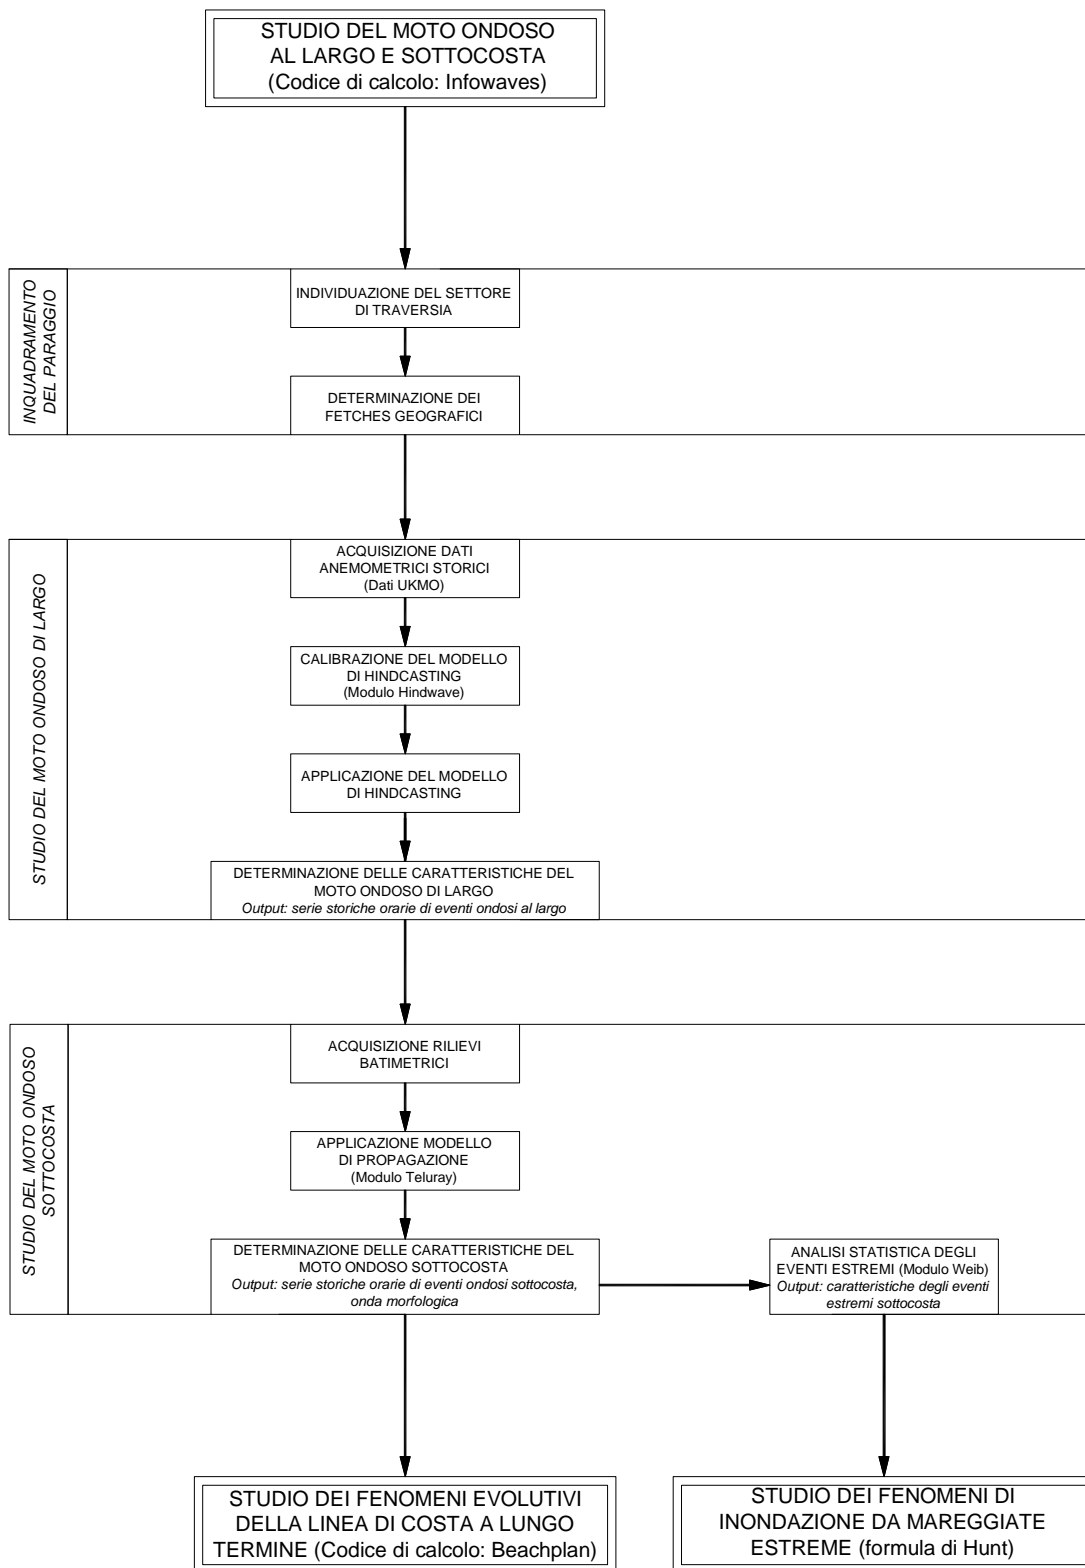 STUDIO DEL MOTO ONDOSO
AL LARGO E SOTTOCOSTA
(Codice di calcolo: Infowaves)
INQUADRAMENTO
DEL PARAGGIO
INDIVIDUAZIONE DEL SETTORE
DI TRAVERSIA
DETERMINAZIONE DEI
FETCHES GEOGRAFICI
STUDIO DEL MOTO ONDOSO DI LARGO
ACQUISIZIONE DATI
ANEMOMETRICI STORICI
(Dati UKMO)
CALIBRAZIONE DEL MODELLO
DI HINDCASTING
(Modulo Hindwave)
APPLICAZIONE DEL MODELLO
DI HINDCASTING
DETERMINAZIONE DELLE CARATTERISTICHE DEL
MOTO ONDOSO DI LARGO
Output: serie storiche orarie di eventi ondosi al largo
STUDIO DEL MOTO ONDOSO
SOTTOCOSTA
ACQUISIZIONE RILIEVI
BATIMETRICI
APPLICAZIONE MODELLO
DI PROPAGAZIONE
(Modulo Teluray)
DETERMINAZIONE DELLE CARATTERISTICHE DEL
MOTO ONDOSO SOTTOCOSTA
Output: serie storiche orarie di eventi ondosi sottocosta,
onda morfologica
ANALISI STATISTICA DEGLI
EVENTI ESTREMI (Modulo Weib)
Output: caratteristiche degli eventi
estremi sottocosta
STUDIO DEI FENOMENI EVOLUTIVI
DELLA LINEA DI COSTA A LUNGO
TERMINE (Codice di calcolo: Beachplan)
STUDIO DEI FENOMENI DI
INONDAZIONE DA MAREGGIATE
ESTREME (formula di Hunt)